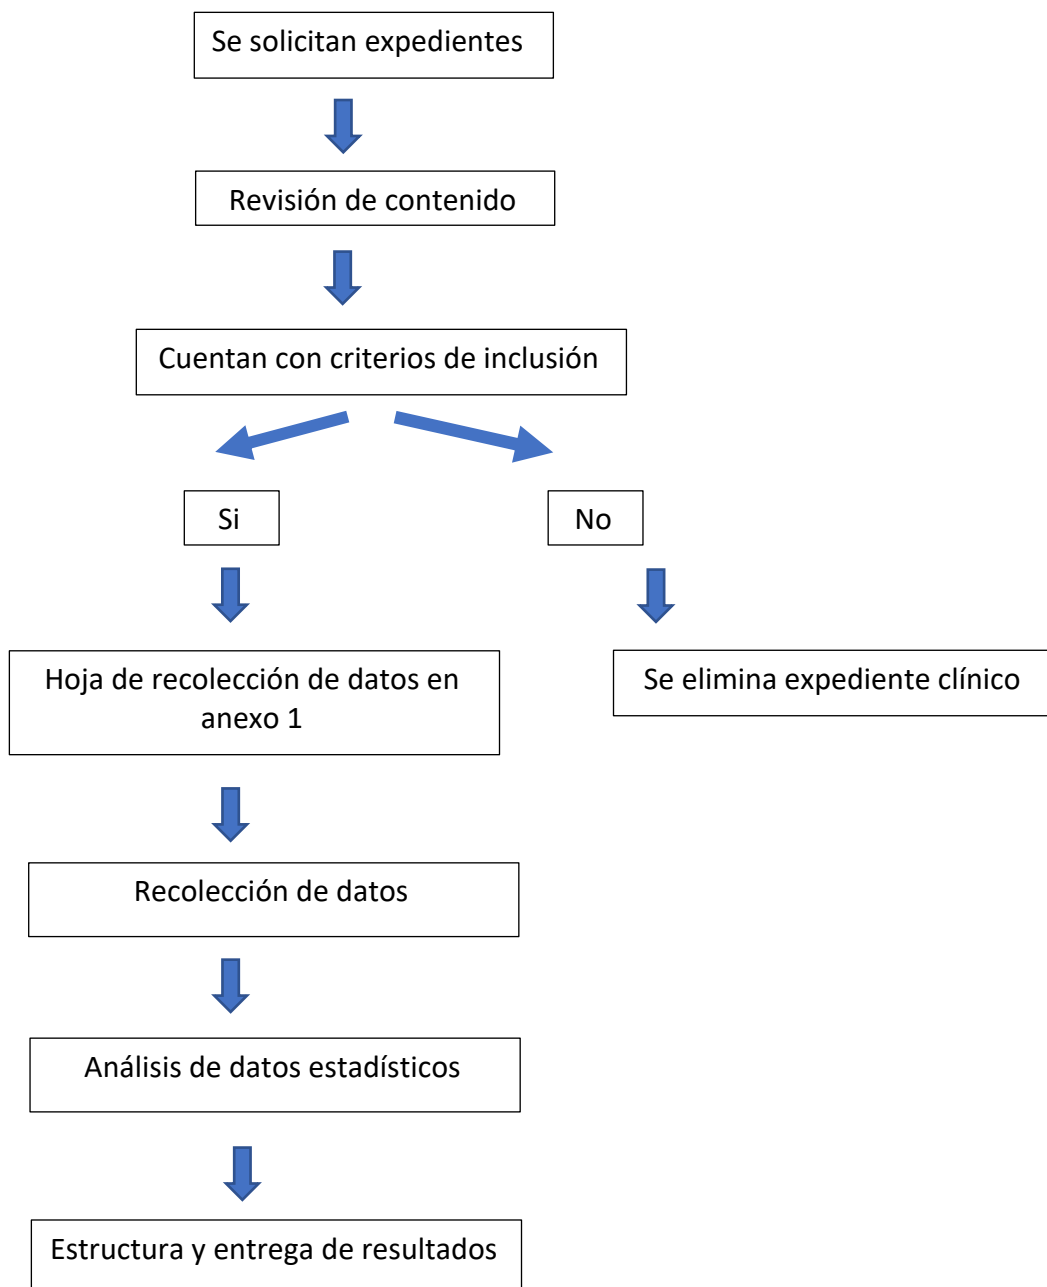 Se solicitan expedientes
Revisión de contenido
Cuentan con criterios de inclusión
Si
No
Hoja de recolección de datos en
anexo 1
Se elimina expediente clínico
Recolección de datos
Análisis de datos estadísticos
Estructura y entrega de resultados